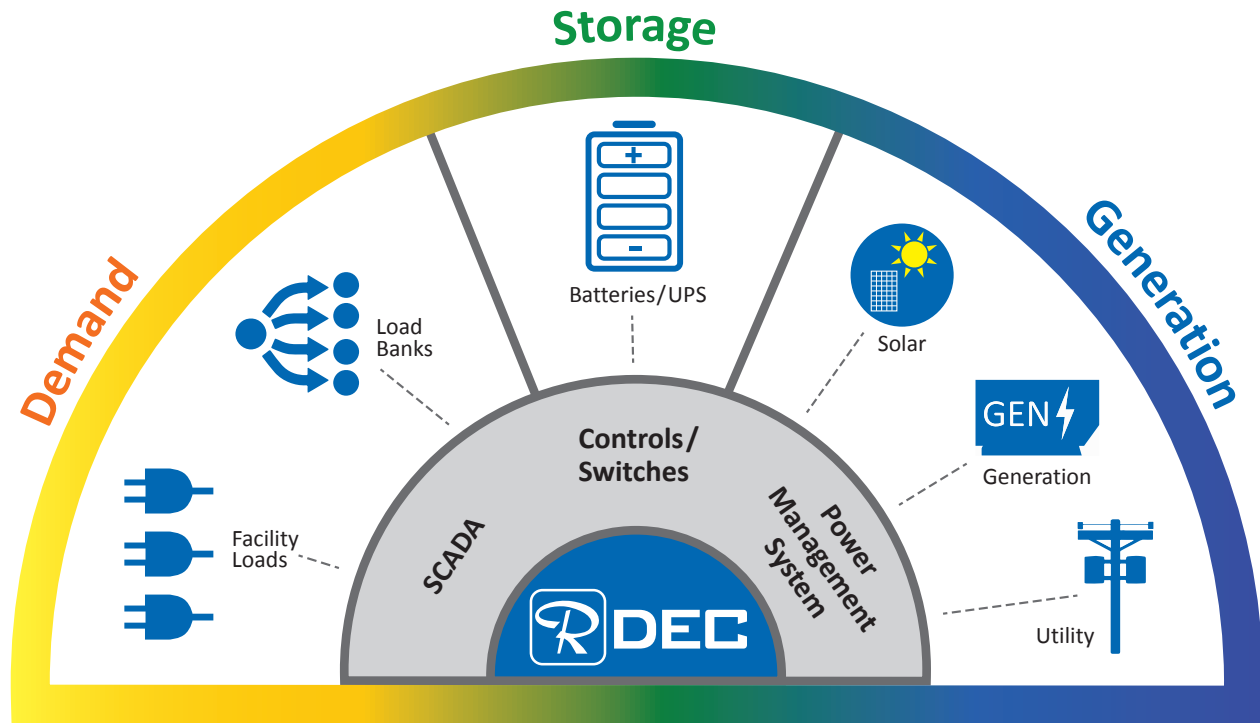 Storage
Demand
Generation
+
-
Batteries/UPS
Load
Banks
Solar
GEN
Generation
Facility
Loads
Utility
Controls/
Switches
SCADA
Power
Management
System
R DEC